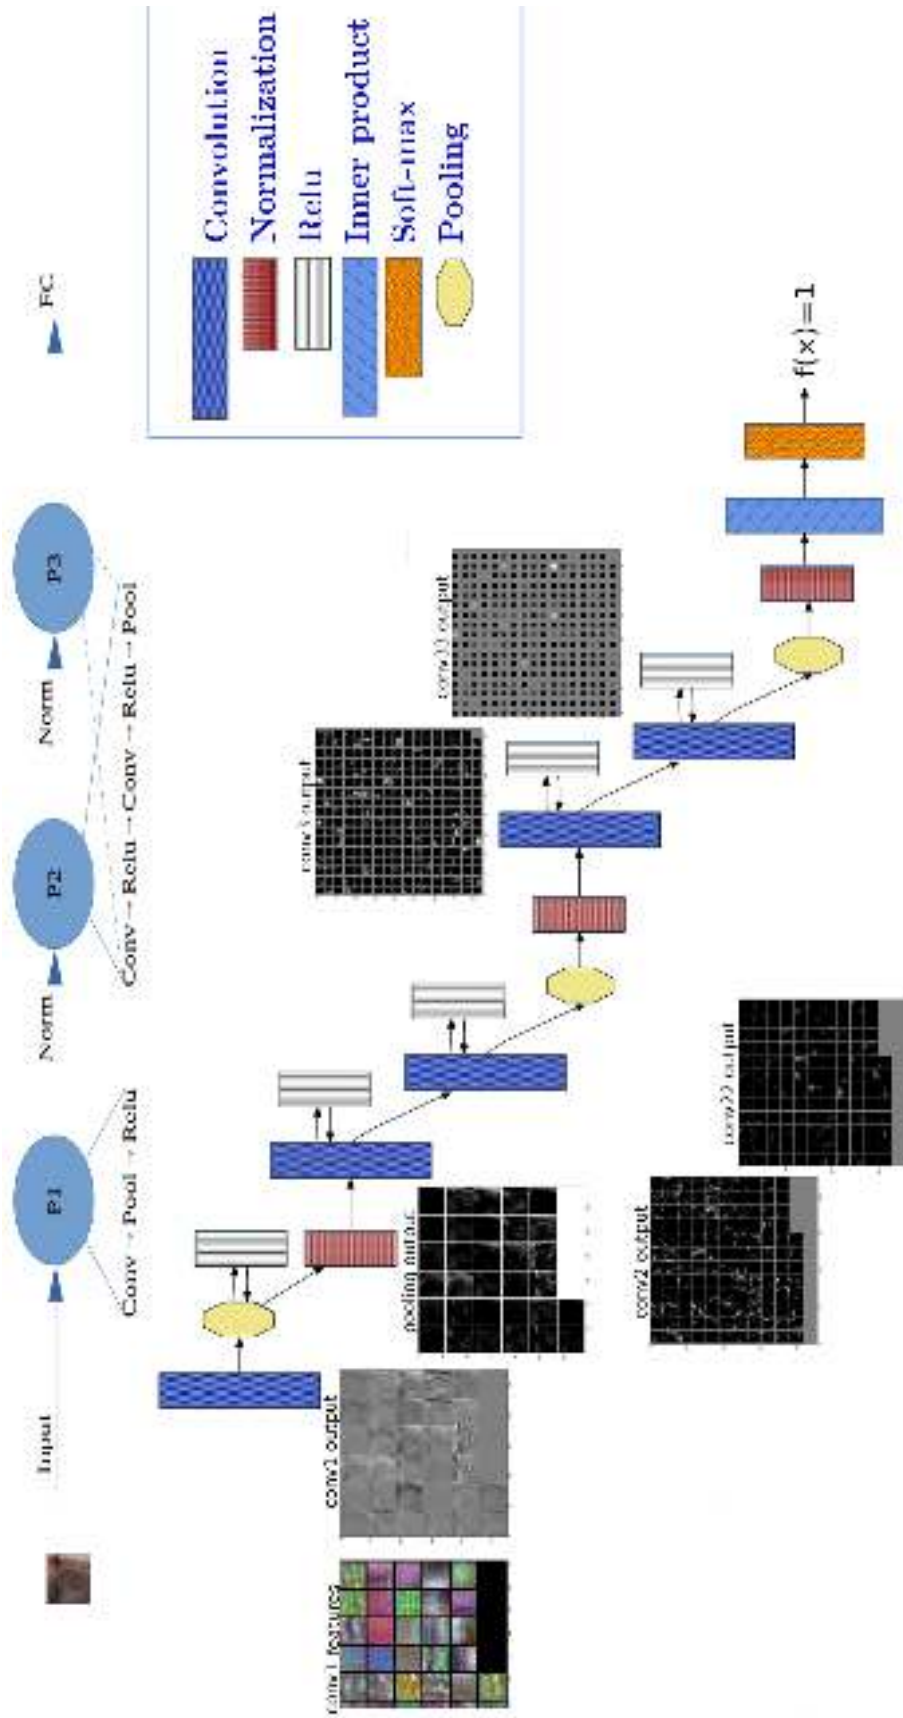 Input
P1
Norm
P2
Norm
P3
FC
Conv → Pool → Relu
Conv → Relu → Conv → Relu → Pool
Convolution
Normalization
Relu
Inner product
Soft-max
Pooling
conv1 features
conv1 output
pooling output
conv2 output
conv22 output
conv3 output
conv33 output
f(x)=1